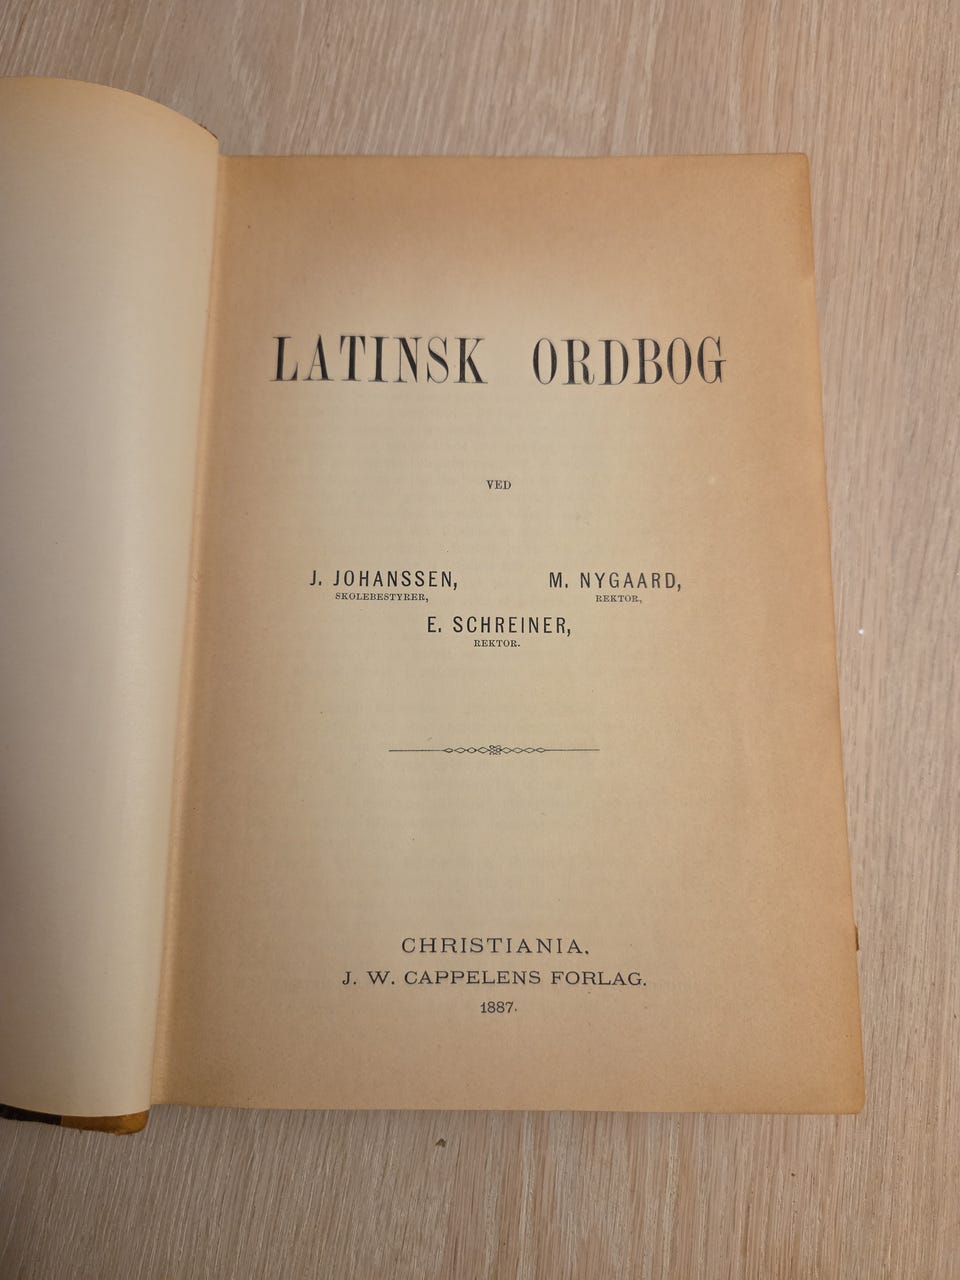 LATINSK ORDBOG
VED
J. JOHANSSEN, M. NYGAARD,
SKOLEBESTYRER, REKTOR,
E. SCHREINER,
REKTOR.
CHRISTIANIA.
J. W. CAPPELENS FORLAG.
1887.